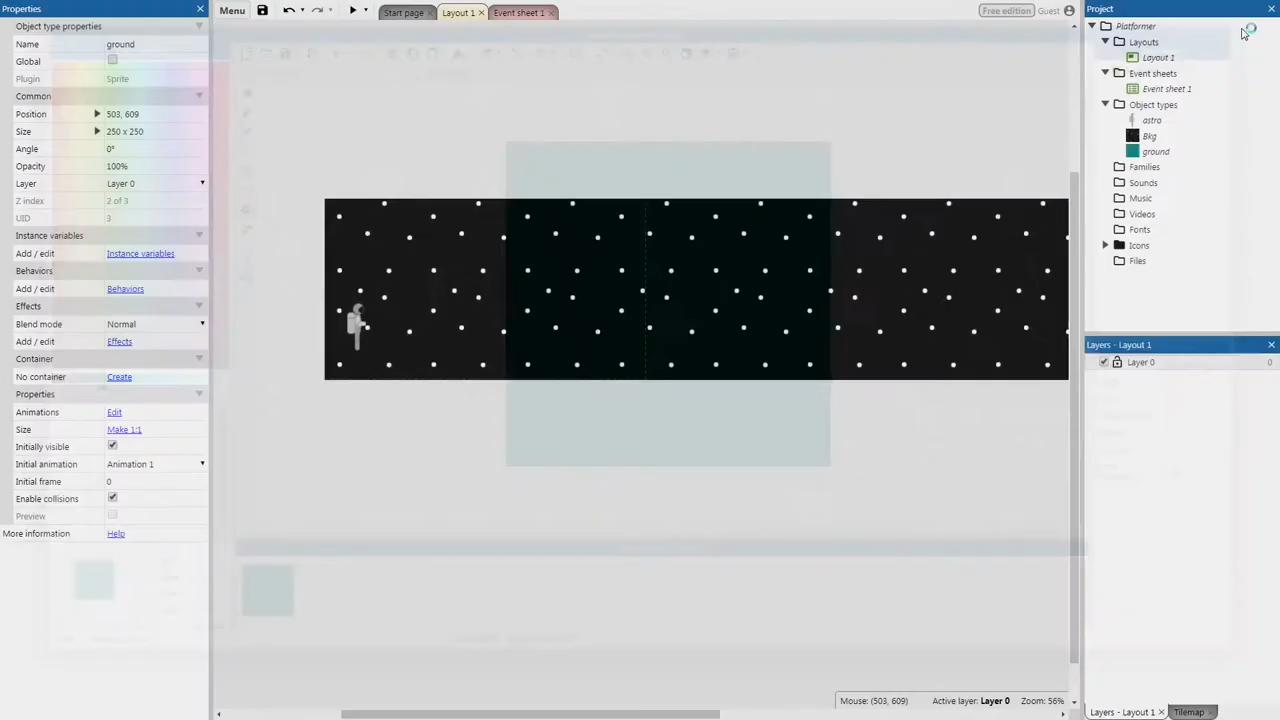 Properties
Object type properties
Name ground
Global
Plugin Sprite
Common
Position 503, 609
Size 250 x 250
Angle 0°
Opacity 100%
Layer Layer 0
Z index 2 of 3
UID 3
Instance variables
Add / edit Instance variables
Behaviors
Add / edit Behaviors
Effects
Blend mode Normal
Add / edit Effects
Container
No container Create
Properties
Animations Edit
Size Make 1:1
Initially visible
Initial animation Animation 1
Initial frame 0
Enable collisions
Preview
More information Help
Menu Start page Layout 1 Event sheet 1 Free edition Guest
Mouse: (503, 609) Active layer: Layer 0 Zoom: 56%
Project
Platformer
Layouts
Layout 1
Event sheets
Event sheet 1
Object types
astro
Bkg
ground
Families
Sounds
Music
Videos
Fonts
Icons
Files
Layers - Layout 1
Layer 0 0
Layers - Layout 1 Tilemap